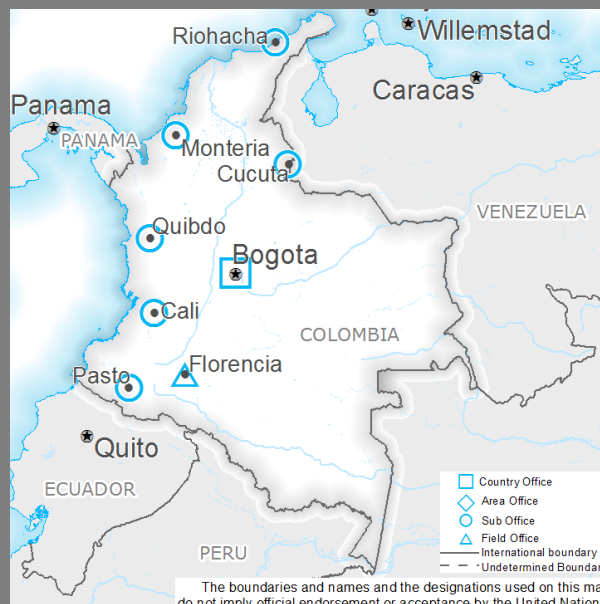 Riohacha
Willemstad
Caracas
Panama
PANAMA
Monteria
Cucuta
VENEZUELA
Quibdo
Bogota
Cali
COLOMBIA
Florencia
Pasto
Quito
ECUADOR
PERU
Country Office
Area Office
Sub Office
Field Office
International boundary
Undetermined Boundar
The boundaries and names and the designations used on this ma
do not imply official endorsement or acceptance by the United Nation